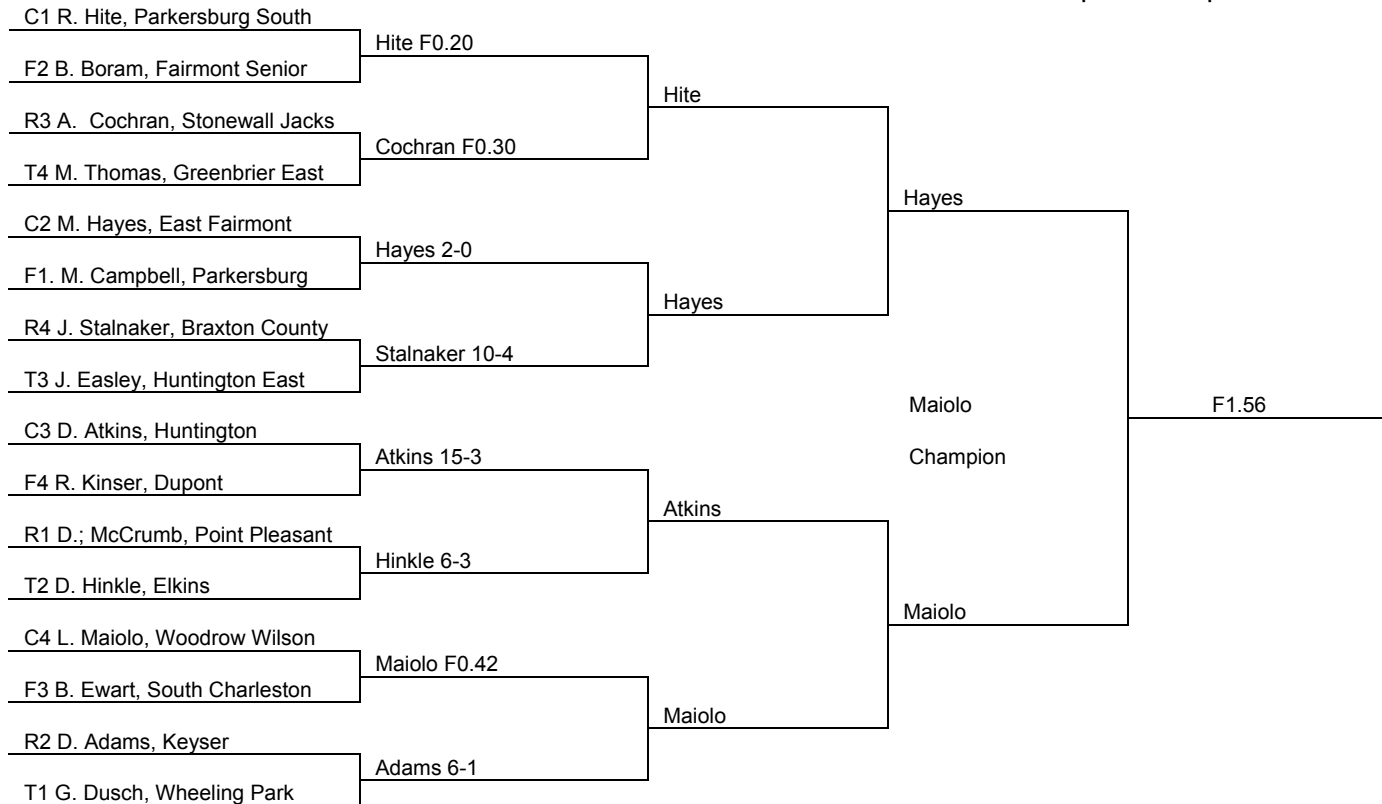 C1 R. Hite, Parkersburg South
Hite F0.20
F2 B. Boram, Fairmont Senior
Hite
R3 A.  Cochran, Stonewall Jacks
Cochran F0.30
T4 M. Thomas, Greenbrier East
Hayes
C2 M. Hayes, East Fairmont
Hayes 2-0
F1. M. Campbell, Parkersburg
Hayes
R4 J. Stalnaker, Braxton County
Stalnaker 10-4
T3 J. Easley, Huntington East
Maiolo
F1.56
C3 D. Atkins, Huntington
Champion
Atkins 15-3
F4 R. Kinser, Dupont
Atkins
R1 D.; McCrumb, Point Pleasant
Hinkle 6-3
T2 D. Hinkle, Elkins
Maiolo
C4 L. Maiolo, Woodrow Wilson
Maiolo F0.42
F3 B. Ewart, South Charleston
Maiolo
R2 D. Adams, Keyser
Adams 6-1
T1 G. Dusch, Wheeling Park